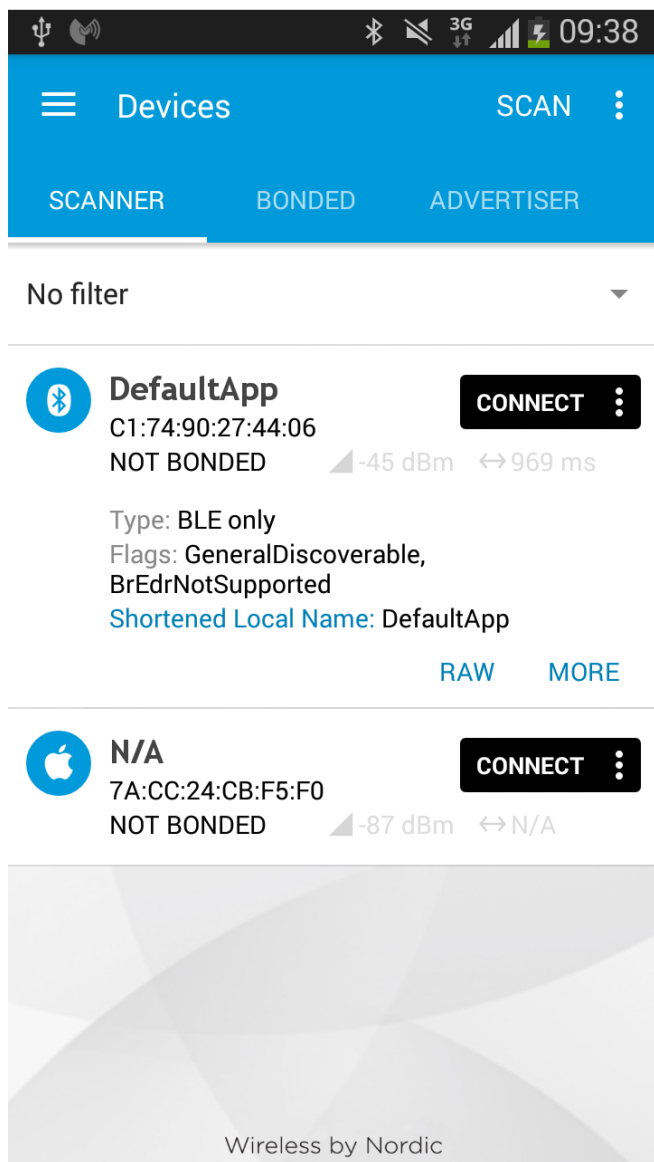 3G 09:38
Devices SCAN
SCANNER BONDED ADVERTISER
No filter
DefaultApp CONNECT
C1:74:90:27:44:06
NOT BONDED -45 dBm 969 ms
Type: BLE only
Flags: GeneralDiscoverable,
BrEdrNotSupported
Shortened Local Name: DefaultApp
RAW MORE
N/A CONNECT
7A:CC:24:CB:F5:F0
NOT BONDED -87 dBm N/A
Wireless by Nordic